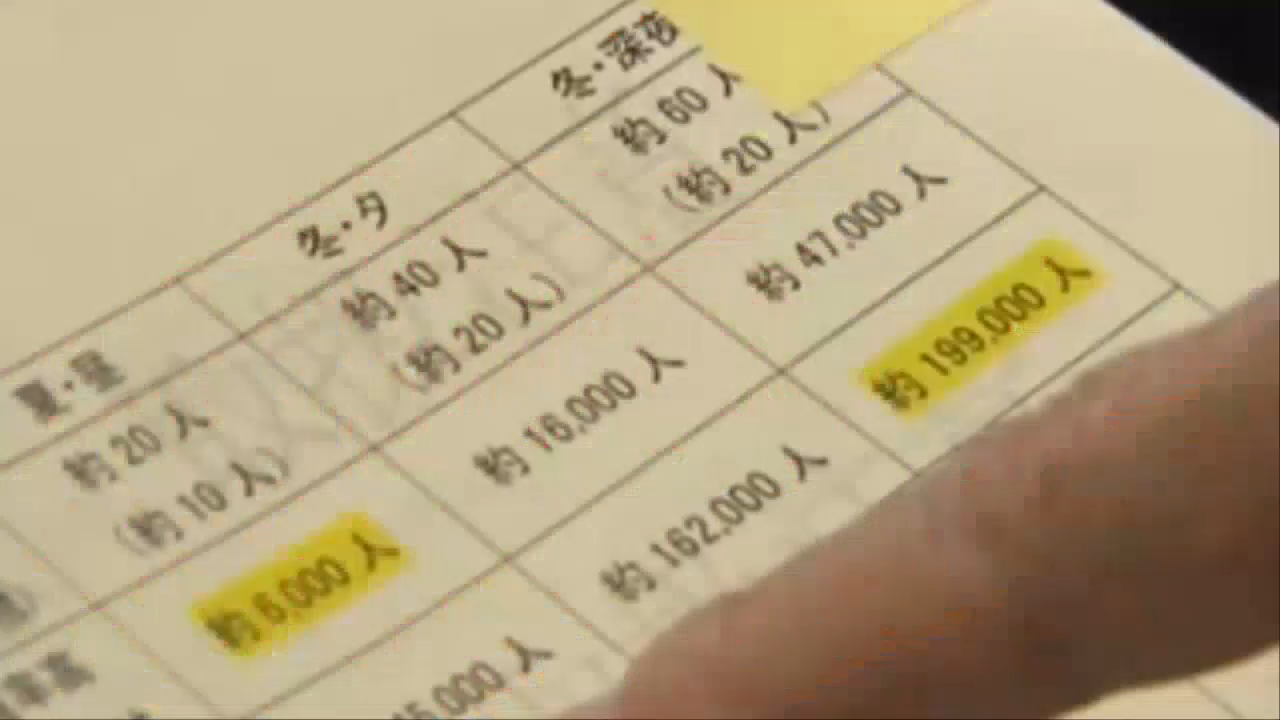 夏・昼
冬・夕
冬・深夜
約20人
約40人
約60人
(約10人)
(約20人)
(約20人)
約6,000人
約16,000人
約47,000人
約162,000人
約199,000人